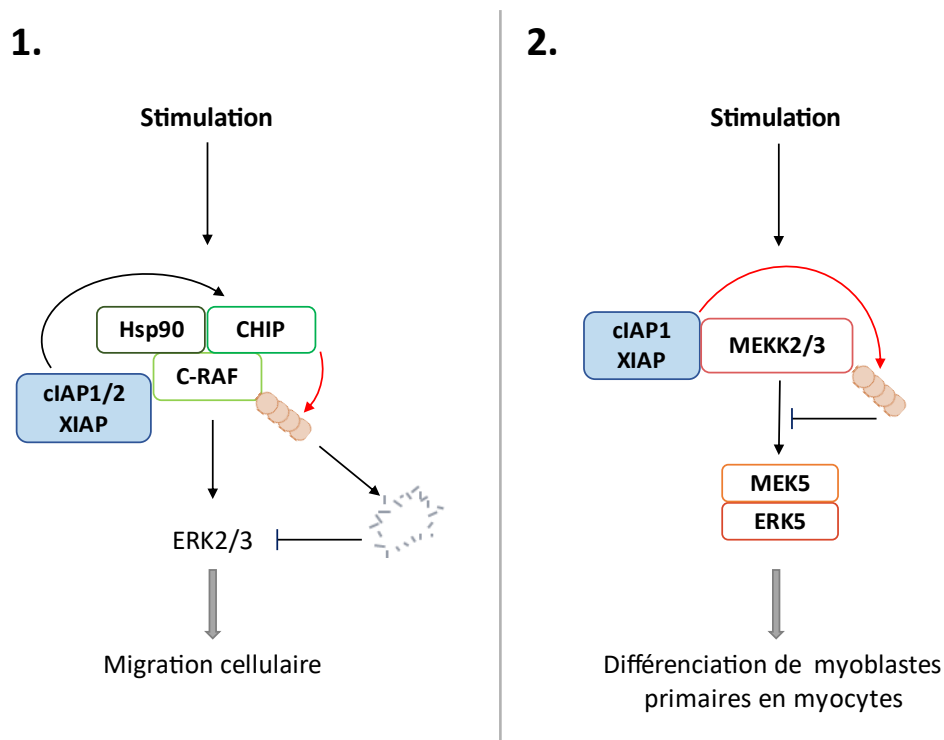 1.
Stimulation
Hsp90
CHIP
C-RAF
cIAP1/2
XIAP
ERK2/3
Migration cellulaire
2.
Stimulation
cIAP1
XIAP
MEKK2/3
MEK5
ERK5
Différenciation de myoblastes
primaires en myocytes